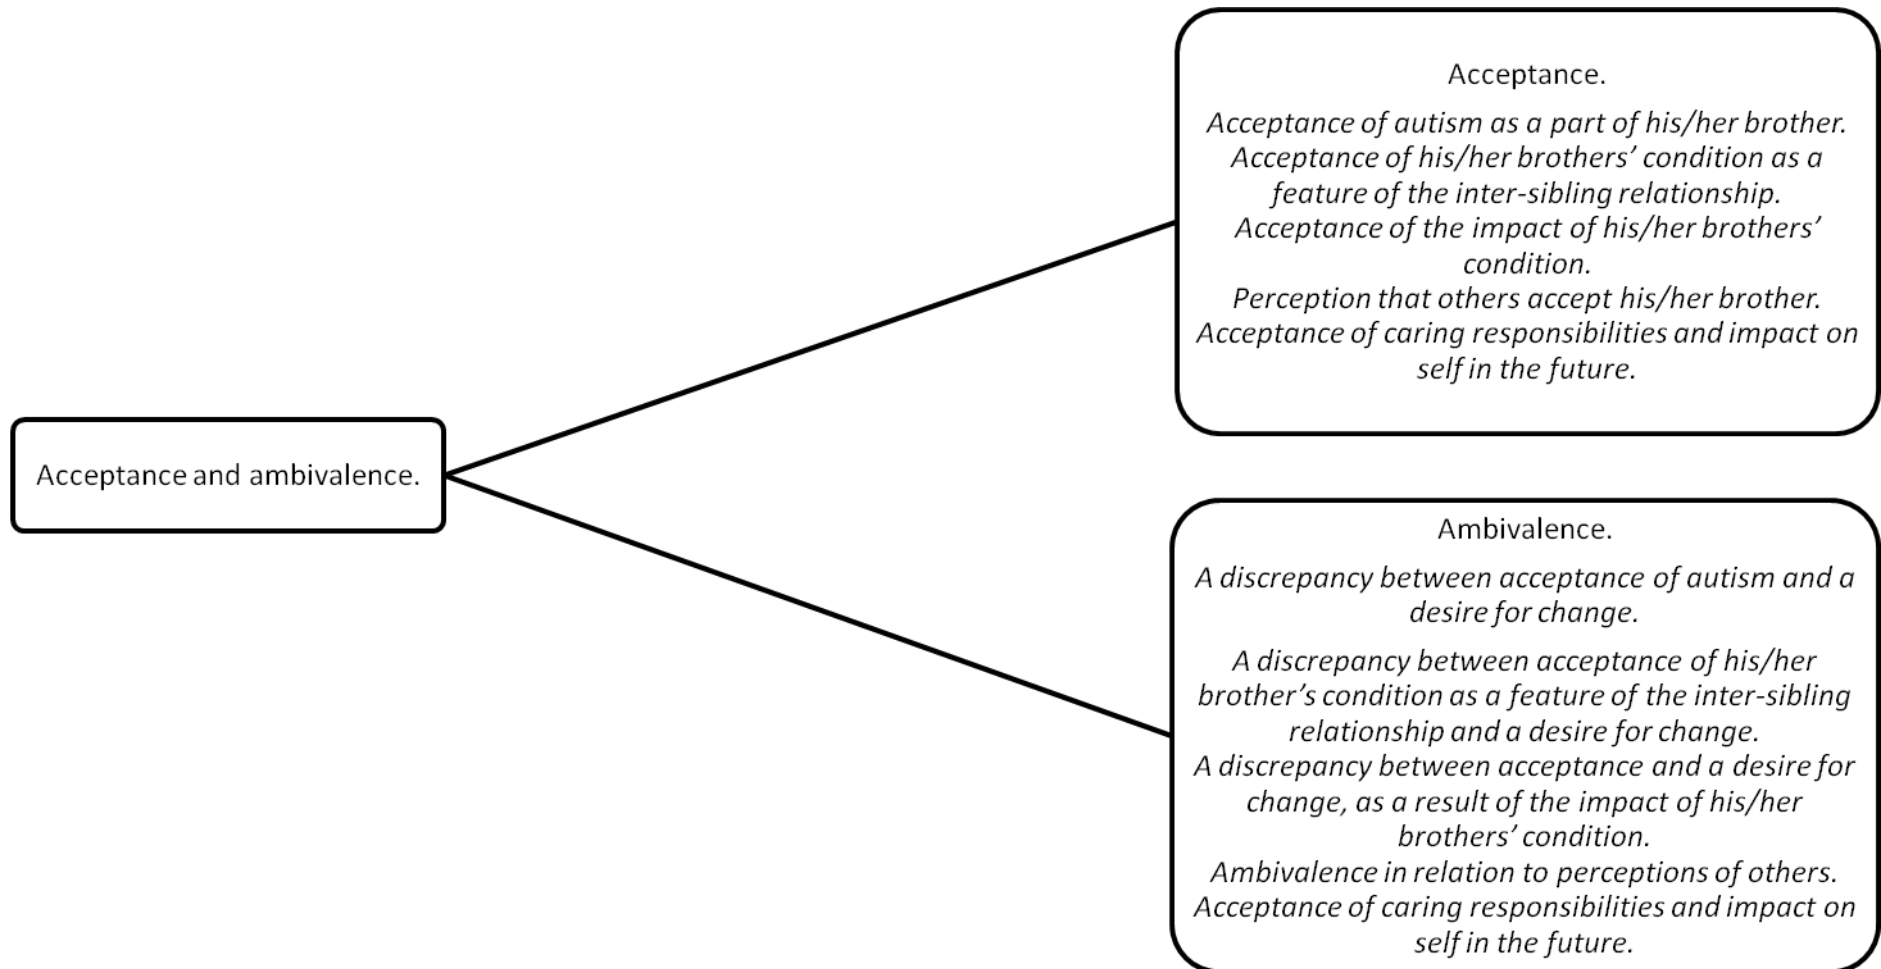 Acceptance and ambivalence.
Acceptance.
Acceptance of autism as a part of his/her brother.
Acceptance of his/her brothers’ condition as a
feature of the inter-sibling relationship.
Acceptance of the impact of his/her brothers’
condition.
Perception that others accept his/her brother.
Acceptance of caring responsibilities and impact on
self in the future.
Ambivalence.
A discrepancy between acceptance of autism and a
desire for change.
A discrepancy between acceptance of his/her
brother’s condition as a feature of the inter-sibling
relationship and a desire for change.
A discrepancy between acceptance and a desire for
change, as a result of the impact of his/her
brothers’ condition.
Ambivalence in relation to perceptions of others.
Acceptance of caring responsibilities and impact on
self in the future.